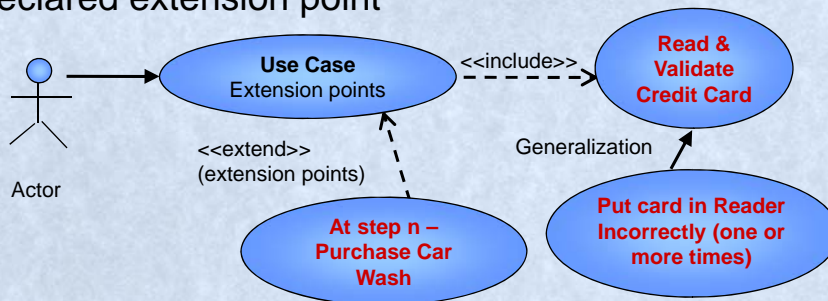 eclared extension point
Use Case
Extension points
<<include>>
Read &
Validate
Credit Card
Actor
<<extend>>
(extension points)
Generalization
At step n –
Purchase Car
Wash
Put card in Reader
Incorrectly (one or
more times)